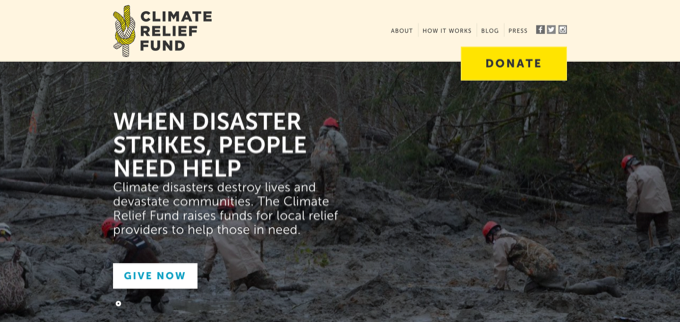 CLIMATE
RELIEF
FUND
ABOUT
HOW IT WORKS
BLOG
PRESS
DONATE
WHEN DISASTER
STRIKES, PEOPLE
NEED HELP
Climate disasters destroy lives and
devastate communities. The Climate
Relief Fund raises funds for local relief
providers to help those in need.
GIVE NOW